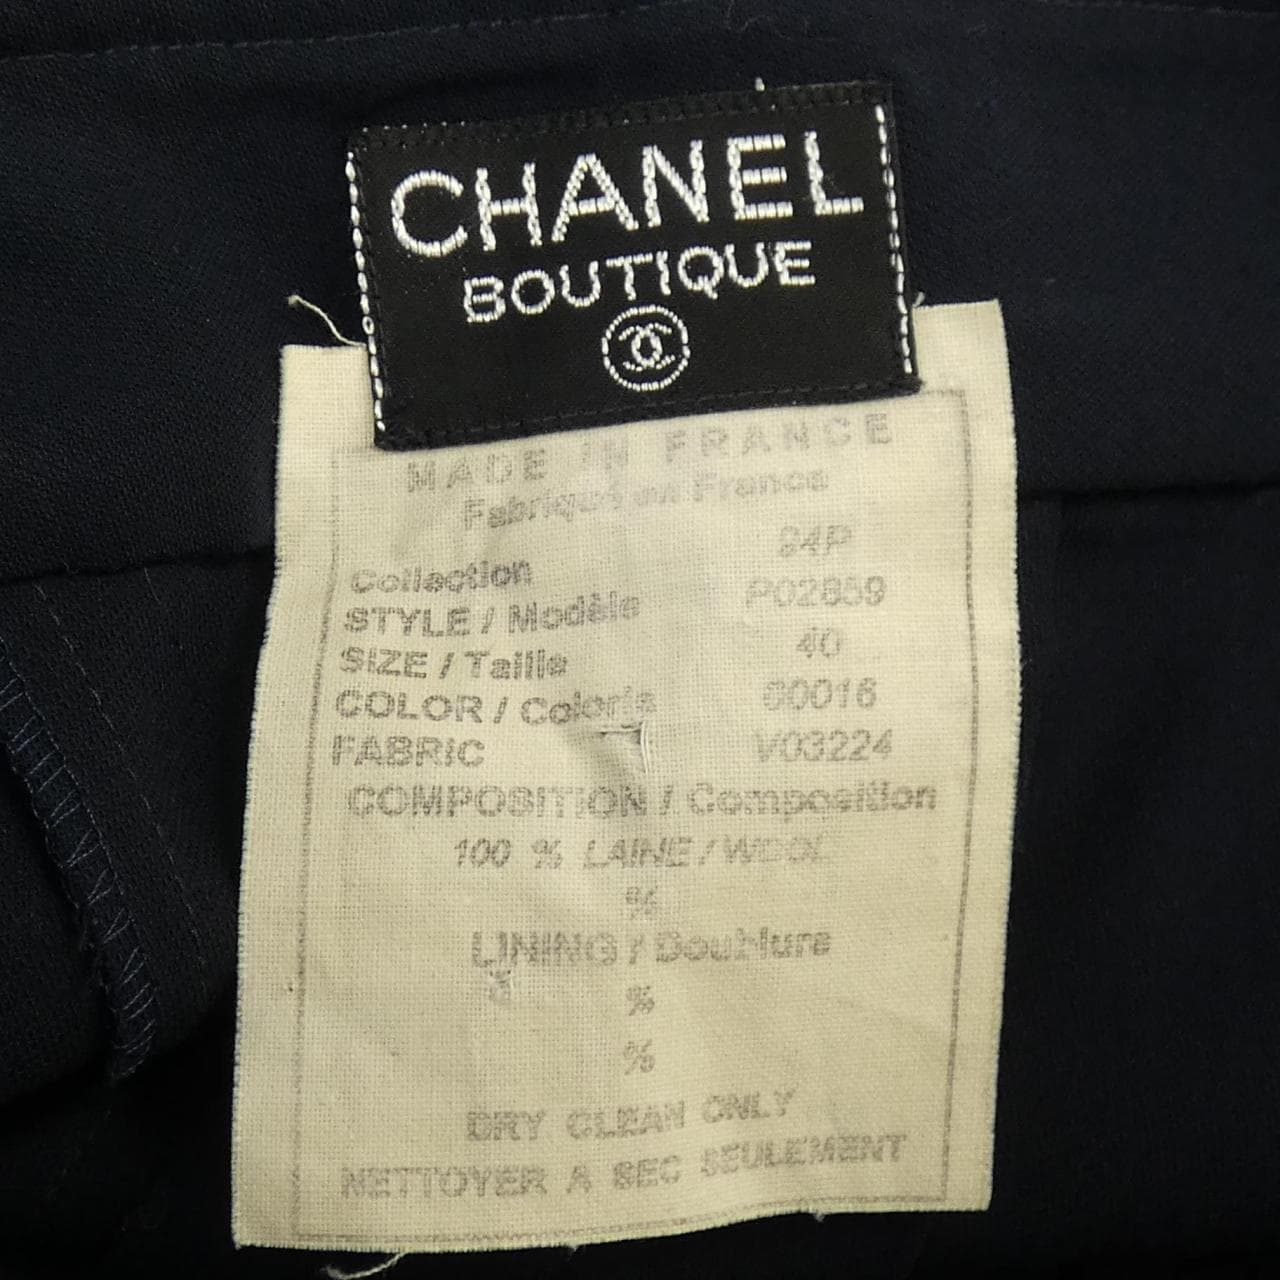 CHANEL
BOUTIQUE
MADE IN FRANCE
Fabriqué en France
Collection 94P
STYLE / Modèle P02859
SIZE / Taille 40
COLOR / Coloris 00016
FABRIC V03224
COMPOSITION / Composition
100 % LAINE / WOOL
%
LINING / Doublure
%
%
DRY CLEAN ONLY
NETTOYER A SEC SEULEMENT